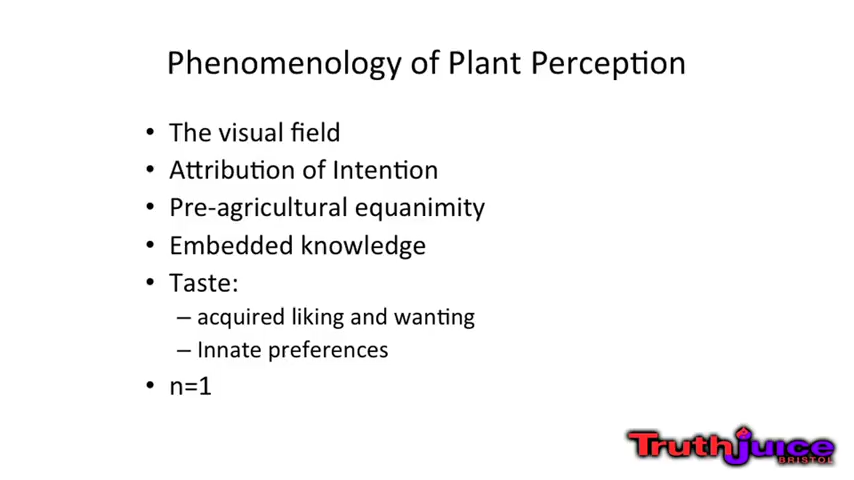 Phenomenology of Plant Perception
• The visual field
• Attribution of Intention
• Pre-agricultural equanimity
• Embedded knowledge
• Taste:
– acquired liking and wanting
– Innate preferences
• n=1
Truthjuice
BRISTOL